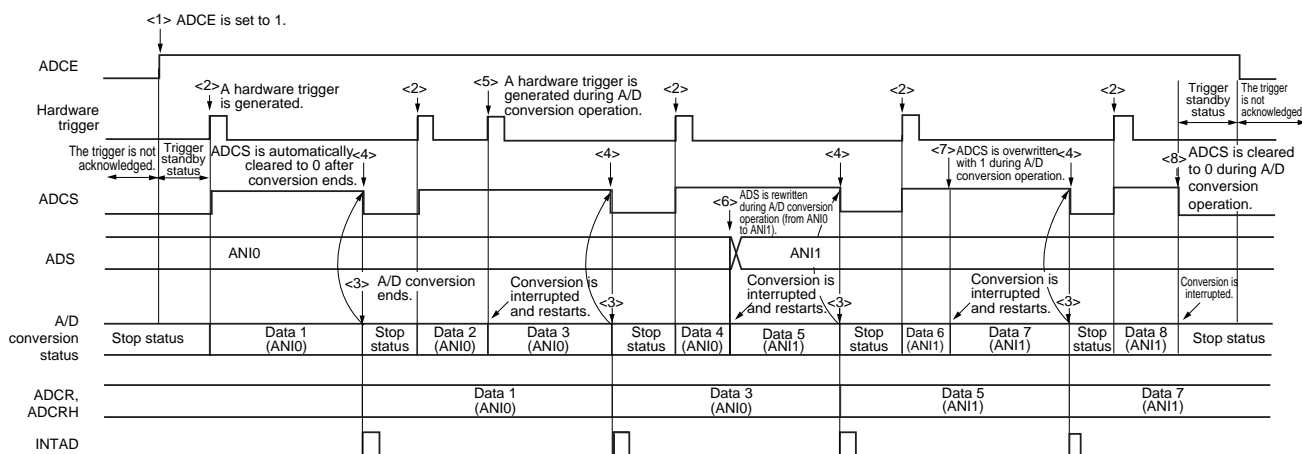 <1> ADCE is set to 1.
ADCE
<2> A hardware trigger
is generated.
<2>
<5> A hardware trigger is
generated during A/D
conversion operation.
<2>
<2>
<2>
Trigger
standby
status
The trigger
is not
acknowledged.
Hardware
trigger
The trigger is not
acknowledged.
Trigger
standby
status
ADCS is automatically
cleared to 0 after
conversion ends.
<4>
<4>
<4>
<7> ADCS is overwritten
with 1 during A/D
conversion operation.
<4>
<8> ADCS is cleared
to 0 during A/D
conversion
operation.
ADCS
<6> ADS is rewritten
during A/D conversion
operation (from ANI0
to ANI1).
ADS
ANI0
ANI1
<3> A/D conversion
ends.
Conversion is
interrupted
and restarts.
<3>
Conversion is
interrupted
and restarts.
<3>
Conversion is
interrupted
and restarts.
<3>
Conversion is
interrupted.
A/D
conversion
status
Stop status
Data 1
(ANI0)
Stop
status
Data 2
(ANI0)
Data 3
(ANI0)
Stop
status
Data 4
(ANI0)
Data 5
(ANI1)
Stop
status
Data 6
(ANI1)
Data 7
(ANI1)
Stop
status
Data 8
(ANI1)
Stop status
ADCR,
ADCRH
Data 1
(ANI0)
Data 3
(ANI0)
Data 5
(ANI1)
Data 7
(ANI1)
INTAD